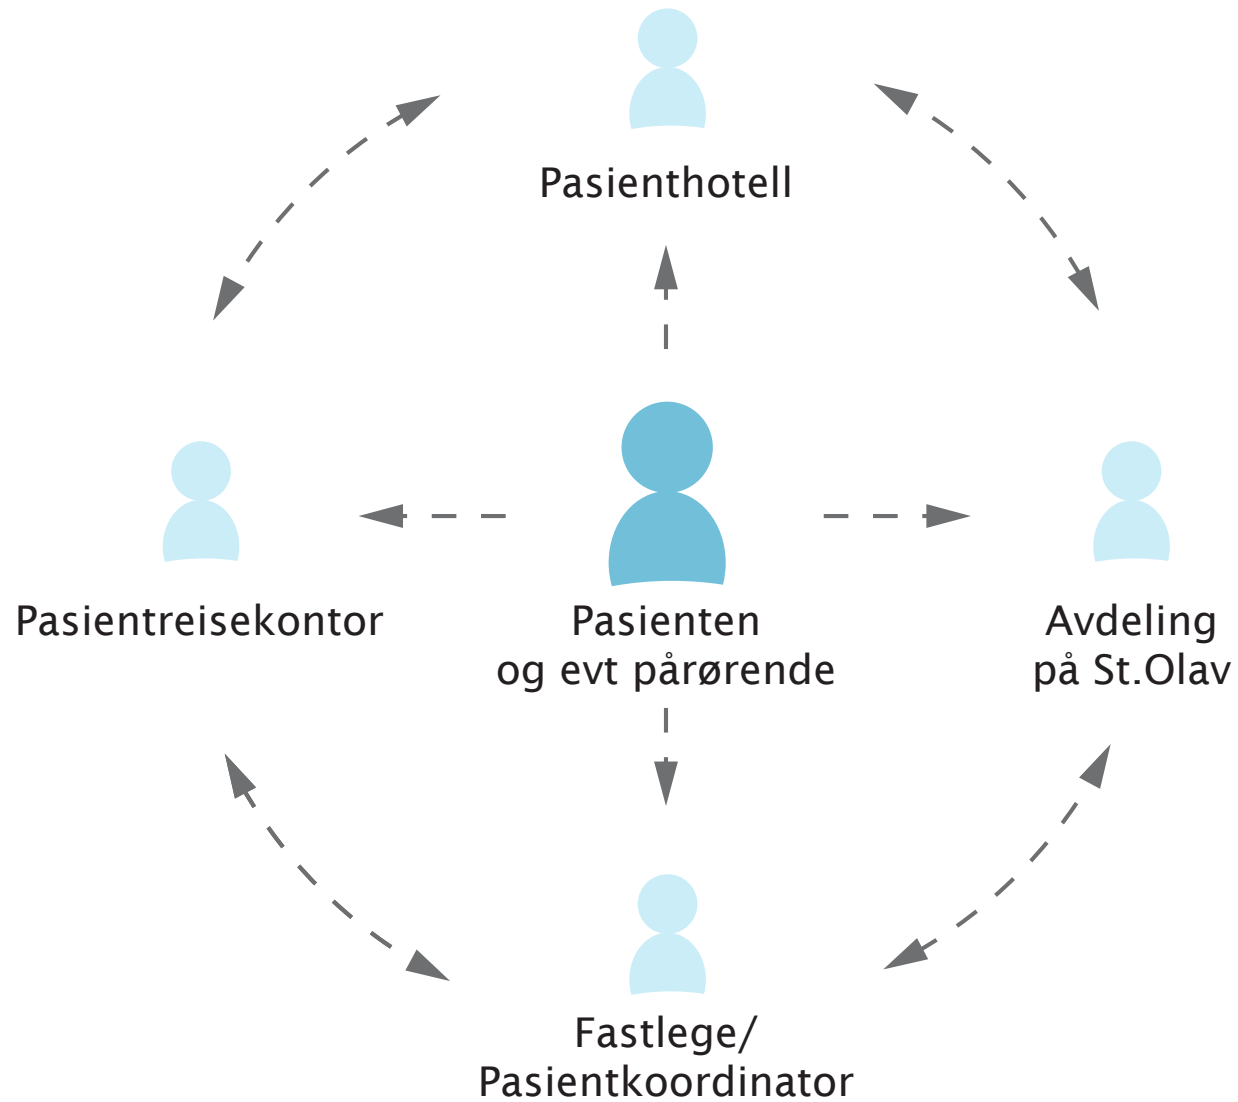 Pasienthotell
Pasientreisekontor
Pasienten
og evt pårørende
Avdeling
på St.Olav
Fastlege/
Pasientkoordinator